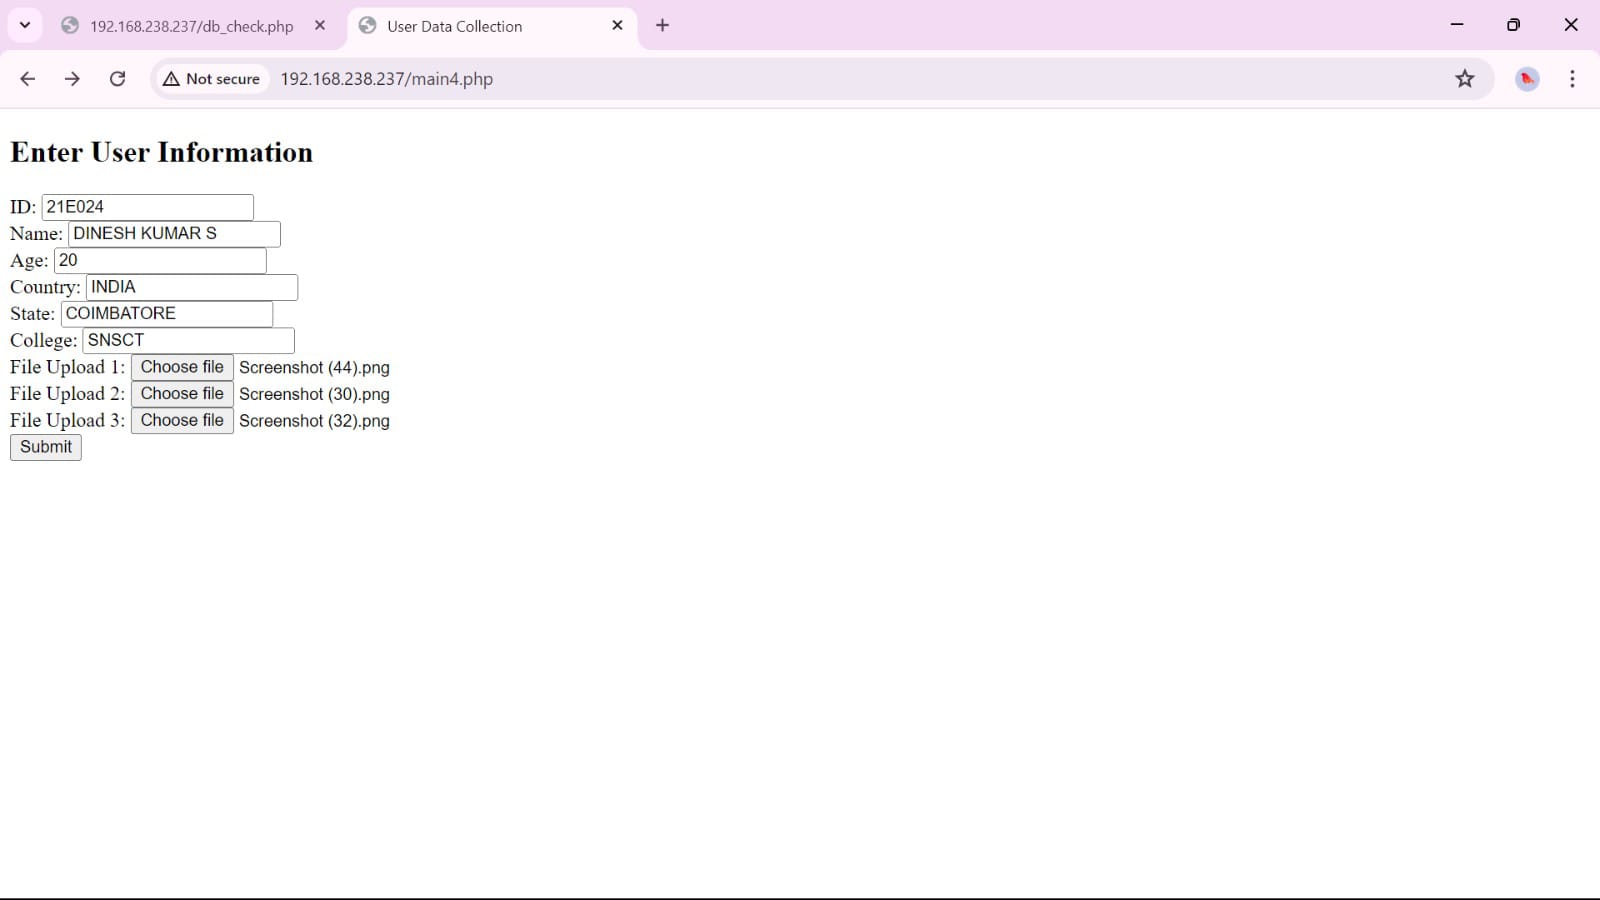 192.168.238.237/db_check.php
User Data Collection
Not secure
192.168.238.237/main4.php
Enter User Information
ID: 21E024
Name: DINESH KUMAR S
Age: 20
Country: INDIA
State: COIMBATORE
College: SNSCT
File Upload 1: Choose file Screenshot (44).png
File Upload 2: Choose file Screenshot (30).png
File Upload 3: Choose file Screenshot (32).png
Submit